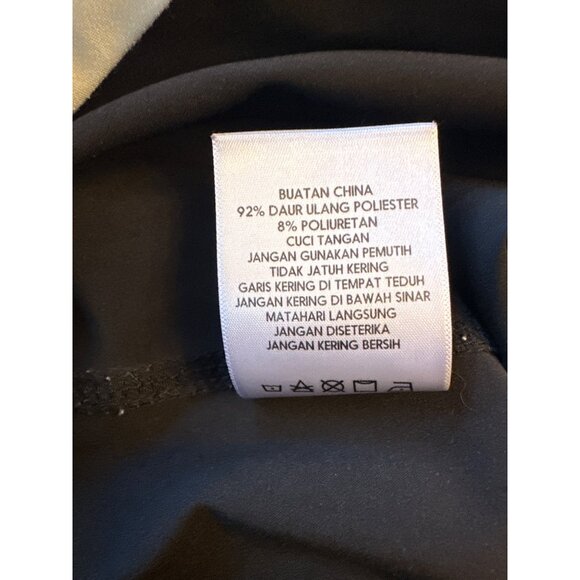 BUATAN CHINA
92% DAUR ULANG POLIESTER
8% POLIURETAN
CUCI TANGAN
JANGAN GUNAKAN PEMUTIH
TIDAK JATUH KERING
GARIS KERING DI TEMPAT TEDUH
JANGAN KERING DI BAWAH SINAR
MATAHARI LANGSUNG
JANGAN DISETERIKA
JANGAN KERING BERSIH